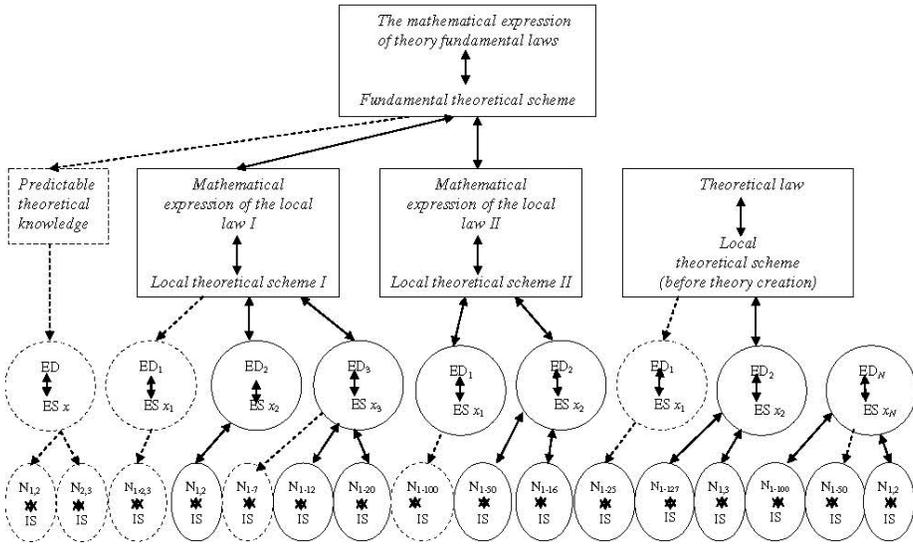 The mathematical expression
of theory fundamental laws
Fundamental theoretical scheme
Predictable
theoretical
knowledge
Mathematical
expression of the local
law I
Local theoretical scheme I
Mathematical
expression of the local
law II
Local theoretical scheme II
Theoretical law
Local
theoretical scheme
(before theory creation)
ED
ES x
ED₁
ES x₁
ED₂
ES x₂
ED₃
ES x₃
ED₁
ES x₁
ED₂
ES x₂
ED₁
ES x₁
ED₂
ES x₂
ED_N
ES x_N
N₁,₂
IS
N₂,₃
IS
N₁₋₂,₃
IS
N₁,₂
IS
N₁₋₇
IS
N₁₋₁₂
IS
N₁₋₂₀
IS
N₁₋₁₀₀
IS
N₁₋₅₀
IS
N₁₋₁₆
IS
N₁₋₂₅
IS
N₁₋₁₂₇
IS
N₁,₃
IS
N₁₋₁₀₀
IS
N₁₋₅₀
IS
N₁,₂
IS